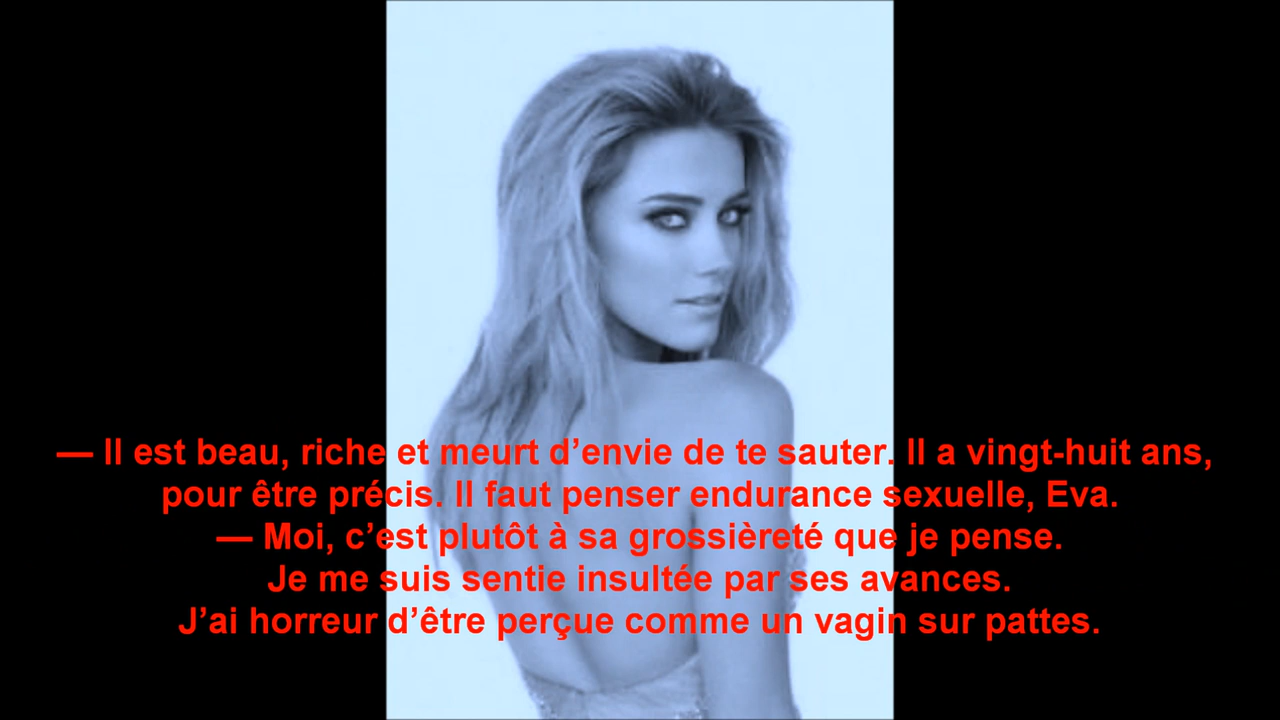 — Il est beau, riche et meurt d’envie de te sauter. Il a vingt-huit ans,
pour être précis. Il faut penser endurance sexuelle, Eva.
— Moi, c’est plutôt à sa grossièreté que je pense.
Je me suis sentie insultée par ses avances.
J’ai horreur d’être perçue comme un vagin sur pattes.